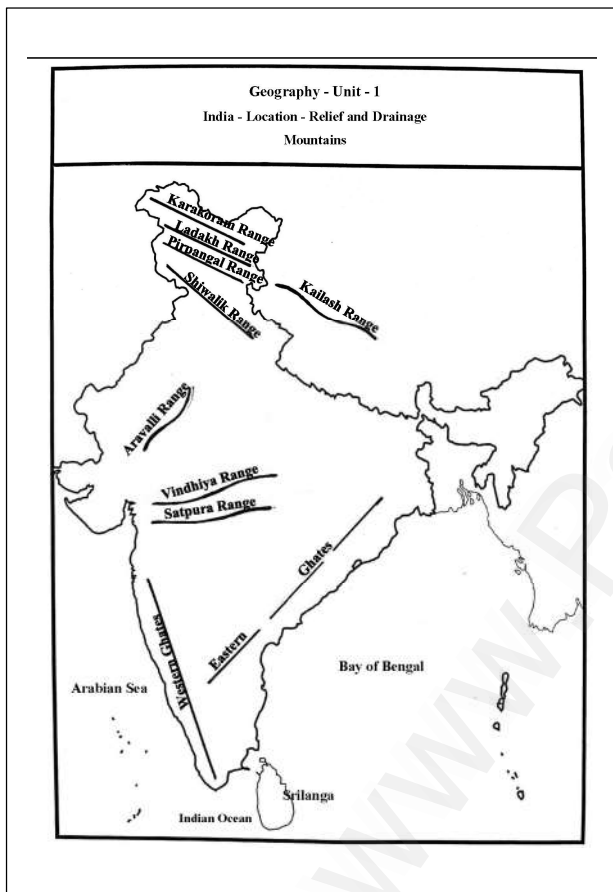 Geography - Unit - 1
India - Location - Relief and Drainage
Mountains
Karakoram Range
Ladakh Range
Pirpangal Range
Shiwalik Range
Kailash Range
Aravalli Range
Vindhiya Range
Satpura Range
Eastern Ghates
Western Ghates
Bay of Bengal
Arabian Sea
Srilanga
Indian Ocean